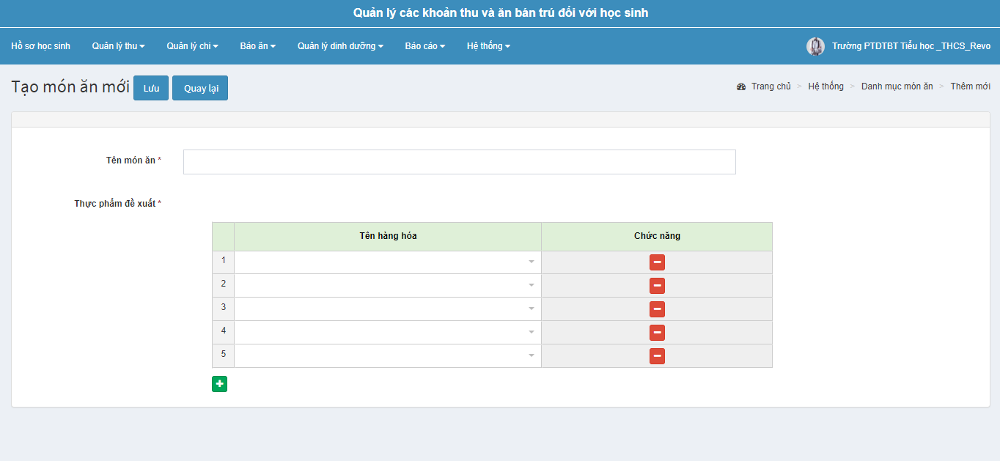 Quản lý các khoản thu và ăn bán trú đối với học sinh
Hồ sơ học sinh Quản lý thu Quản lý chi Báo ăn Quản lý dinh dưỡng Báo cáo Hệ thống Trường PTDTBT Tiểu học _THCS_Revo
Tạo món ăn mới Lưu Quay lại Trang chủ > Hệ thống > Danh mục món ăn > Thêm mới
Tên món ăn *
Thực phẩm đề xuất *
Tên hàng hóa Chức năng
1
2
3
4
5